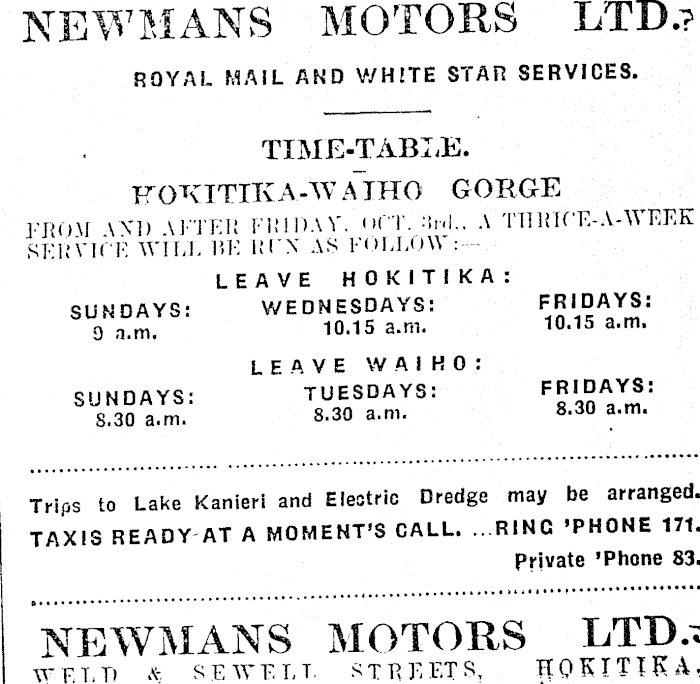 NEWMANS MOTORS LTD.
ROYAL MAIL AND WHITE STAR SERVICES.
TIME-TABLE.
HOKITIKA-WAIHO GORGE
FROM AND AFTER FRIDAY, OCT. 3rd., A THRICE-A-WEEK
SERVICE WILL BE RUN AS FOLLOW:—
LEAVE HOKITIKA:
SUNDAYS: WEDNESDAYS: FRIDAYS:
9 a.m. 10.15 a.m. 10.15 a.m.
LEAVE WAIHO:
SUNDAYS: TUESDAYS: FRIDAYS:
8.30 a.m. 8.30 a.m. 8.30 a.m.
Trips to Lake Kanieri and Electric Dredge may be arranged.
TAXIS READY AT A MOMENT'S CALL. ...RING 'PHONE 171.
Private 'Phone 83.
NEWMANS MOTORS LTD.
WELD & SEWELL STREETS, HOKITIKA.